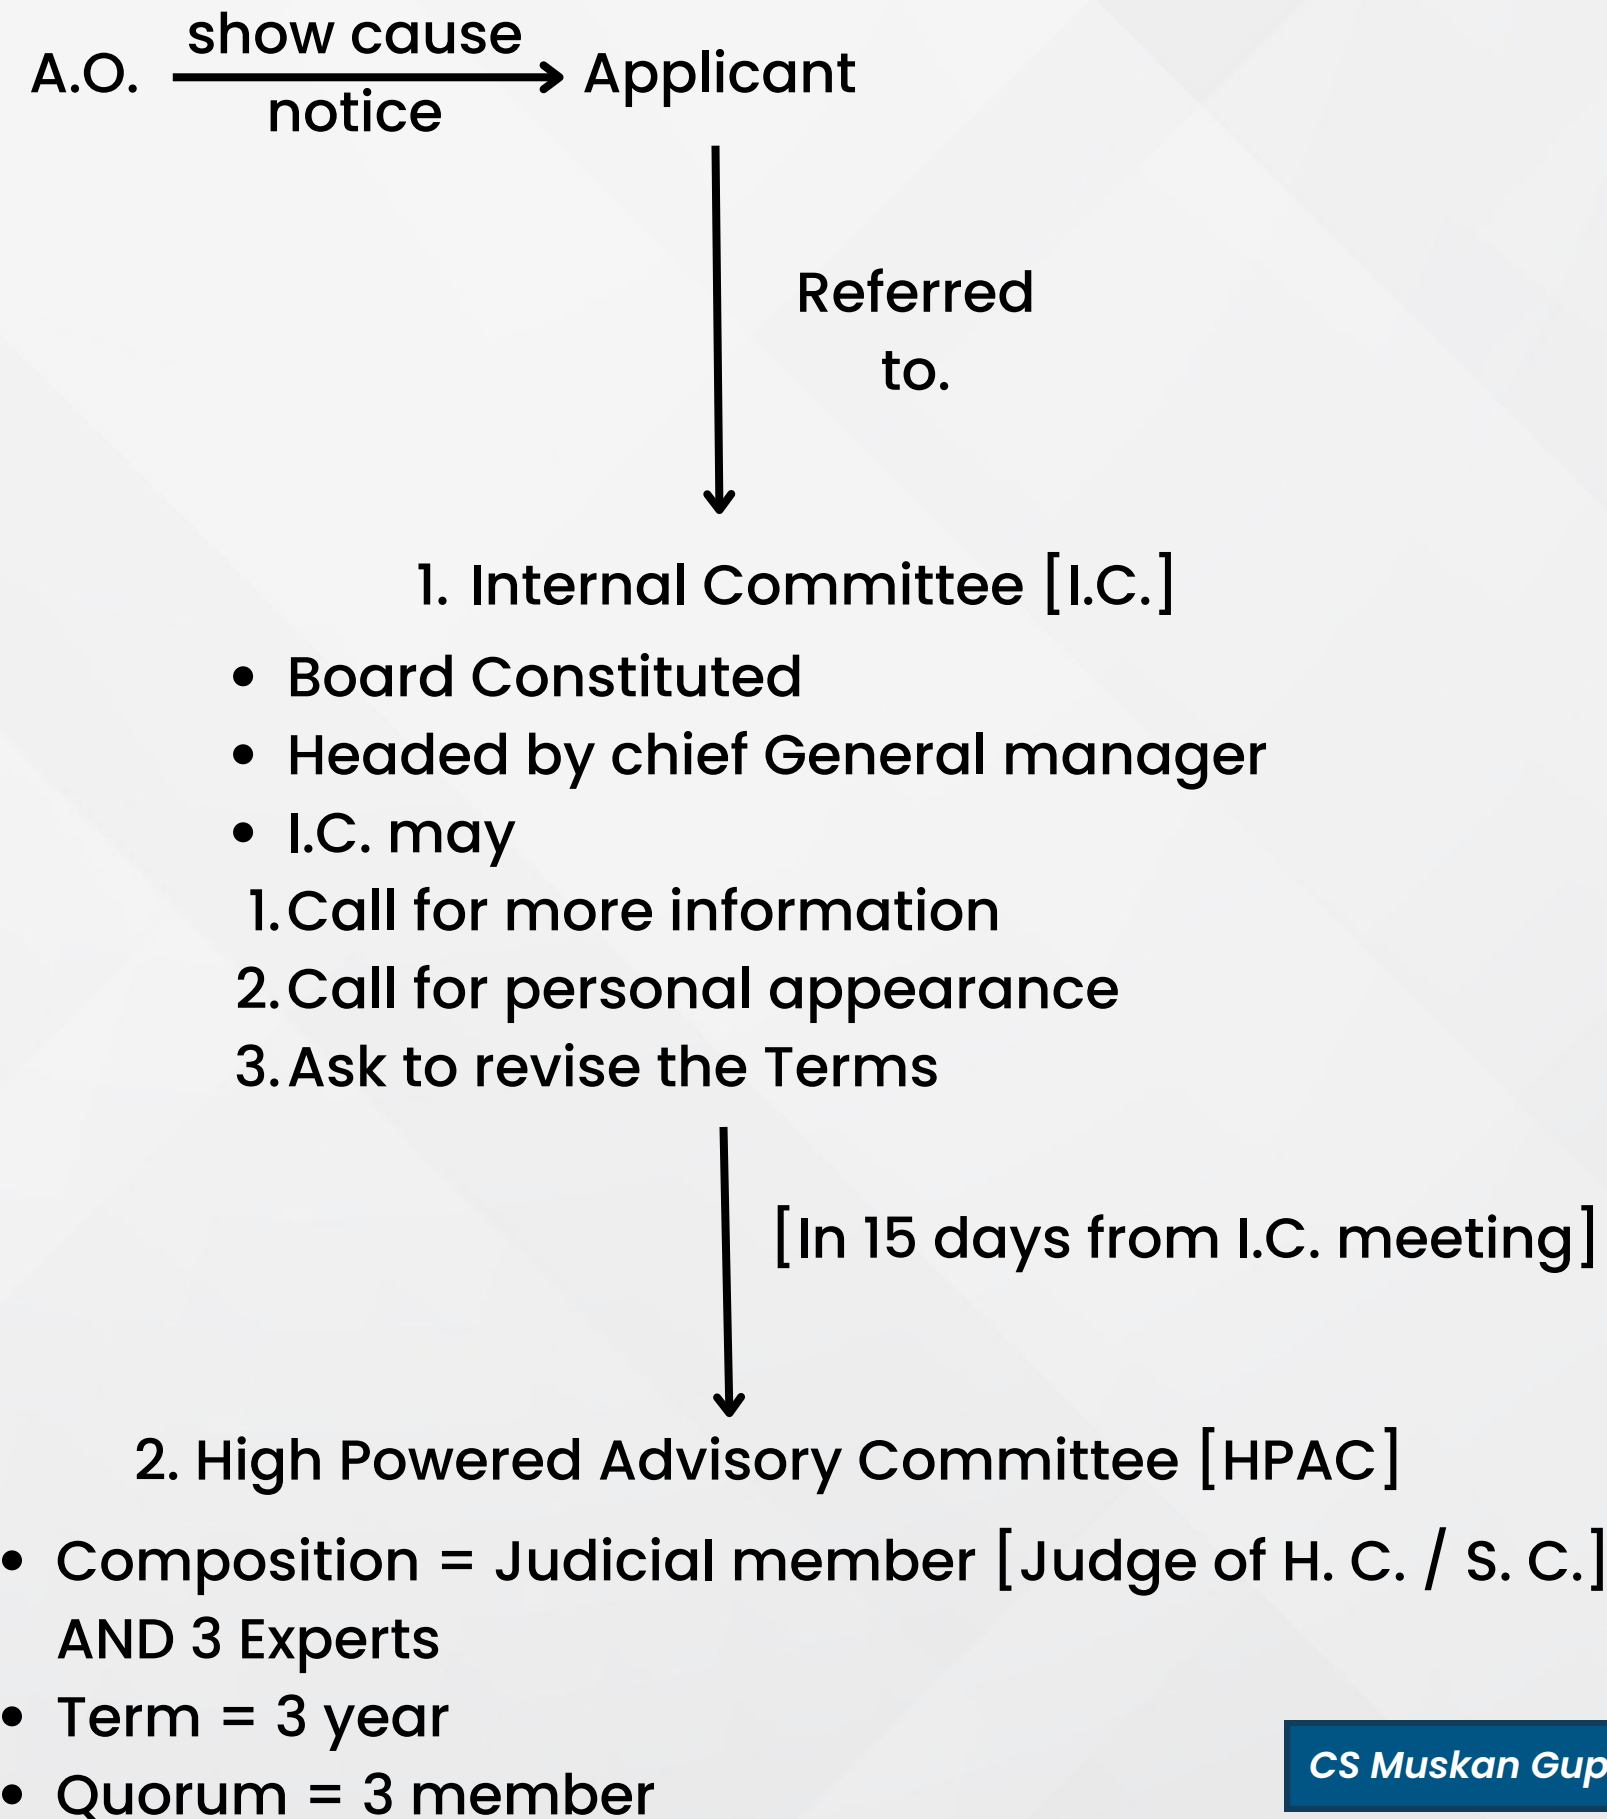 show cause
A.O.
Applicant
notice
Referred
to.
1. Internal Committee [I.C.]
• Board Constituted
• Headed by chief General manager
• I.C. may
1. Call for more information
2. Call for personal appearance
3. Ask to revise the Terms
[In 15 days from I.C. meeting]
2. High Powered Advisory Committee [HPAC]
• Composition = Judicial member [Judge of H. C. / S. C.]
AND 3 Experts
• Term = 3 year
• Quorum = 3 member
CS Muskan Gup